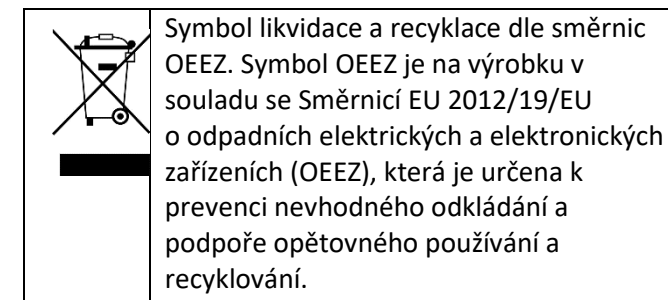 Symbol likvidace a recyklace dle směrnic
OEEZ. Symbol OEEZ je na výrobku v
souladu se Směrnicí EU 2012/19/EU
o odpadních elektrických a elektronických
zařízeních (OEEZ), která je určena k
prevenci nevhodného odkládání a
podpoře opětovného používání a
recyklování.